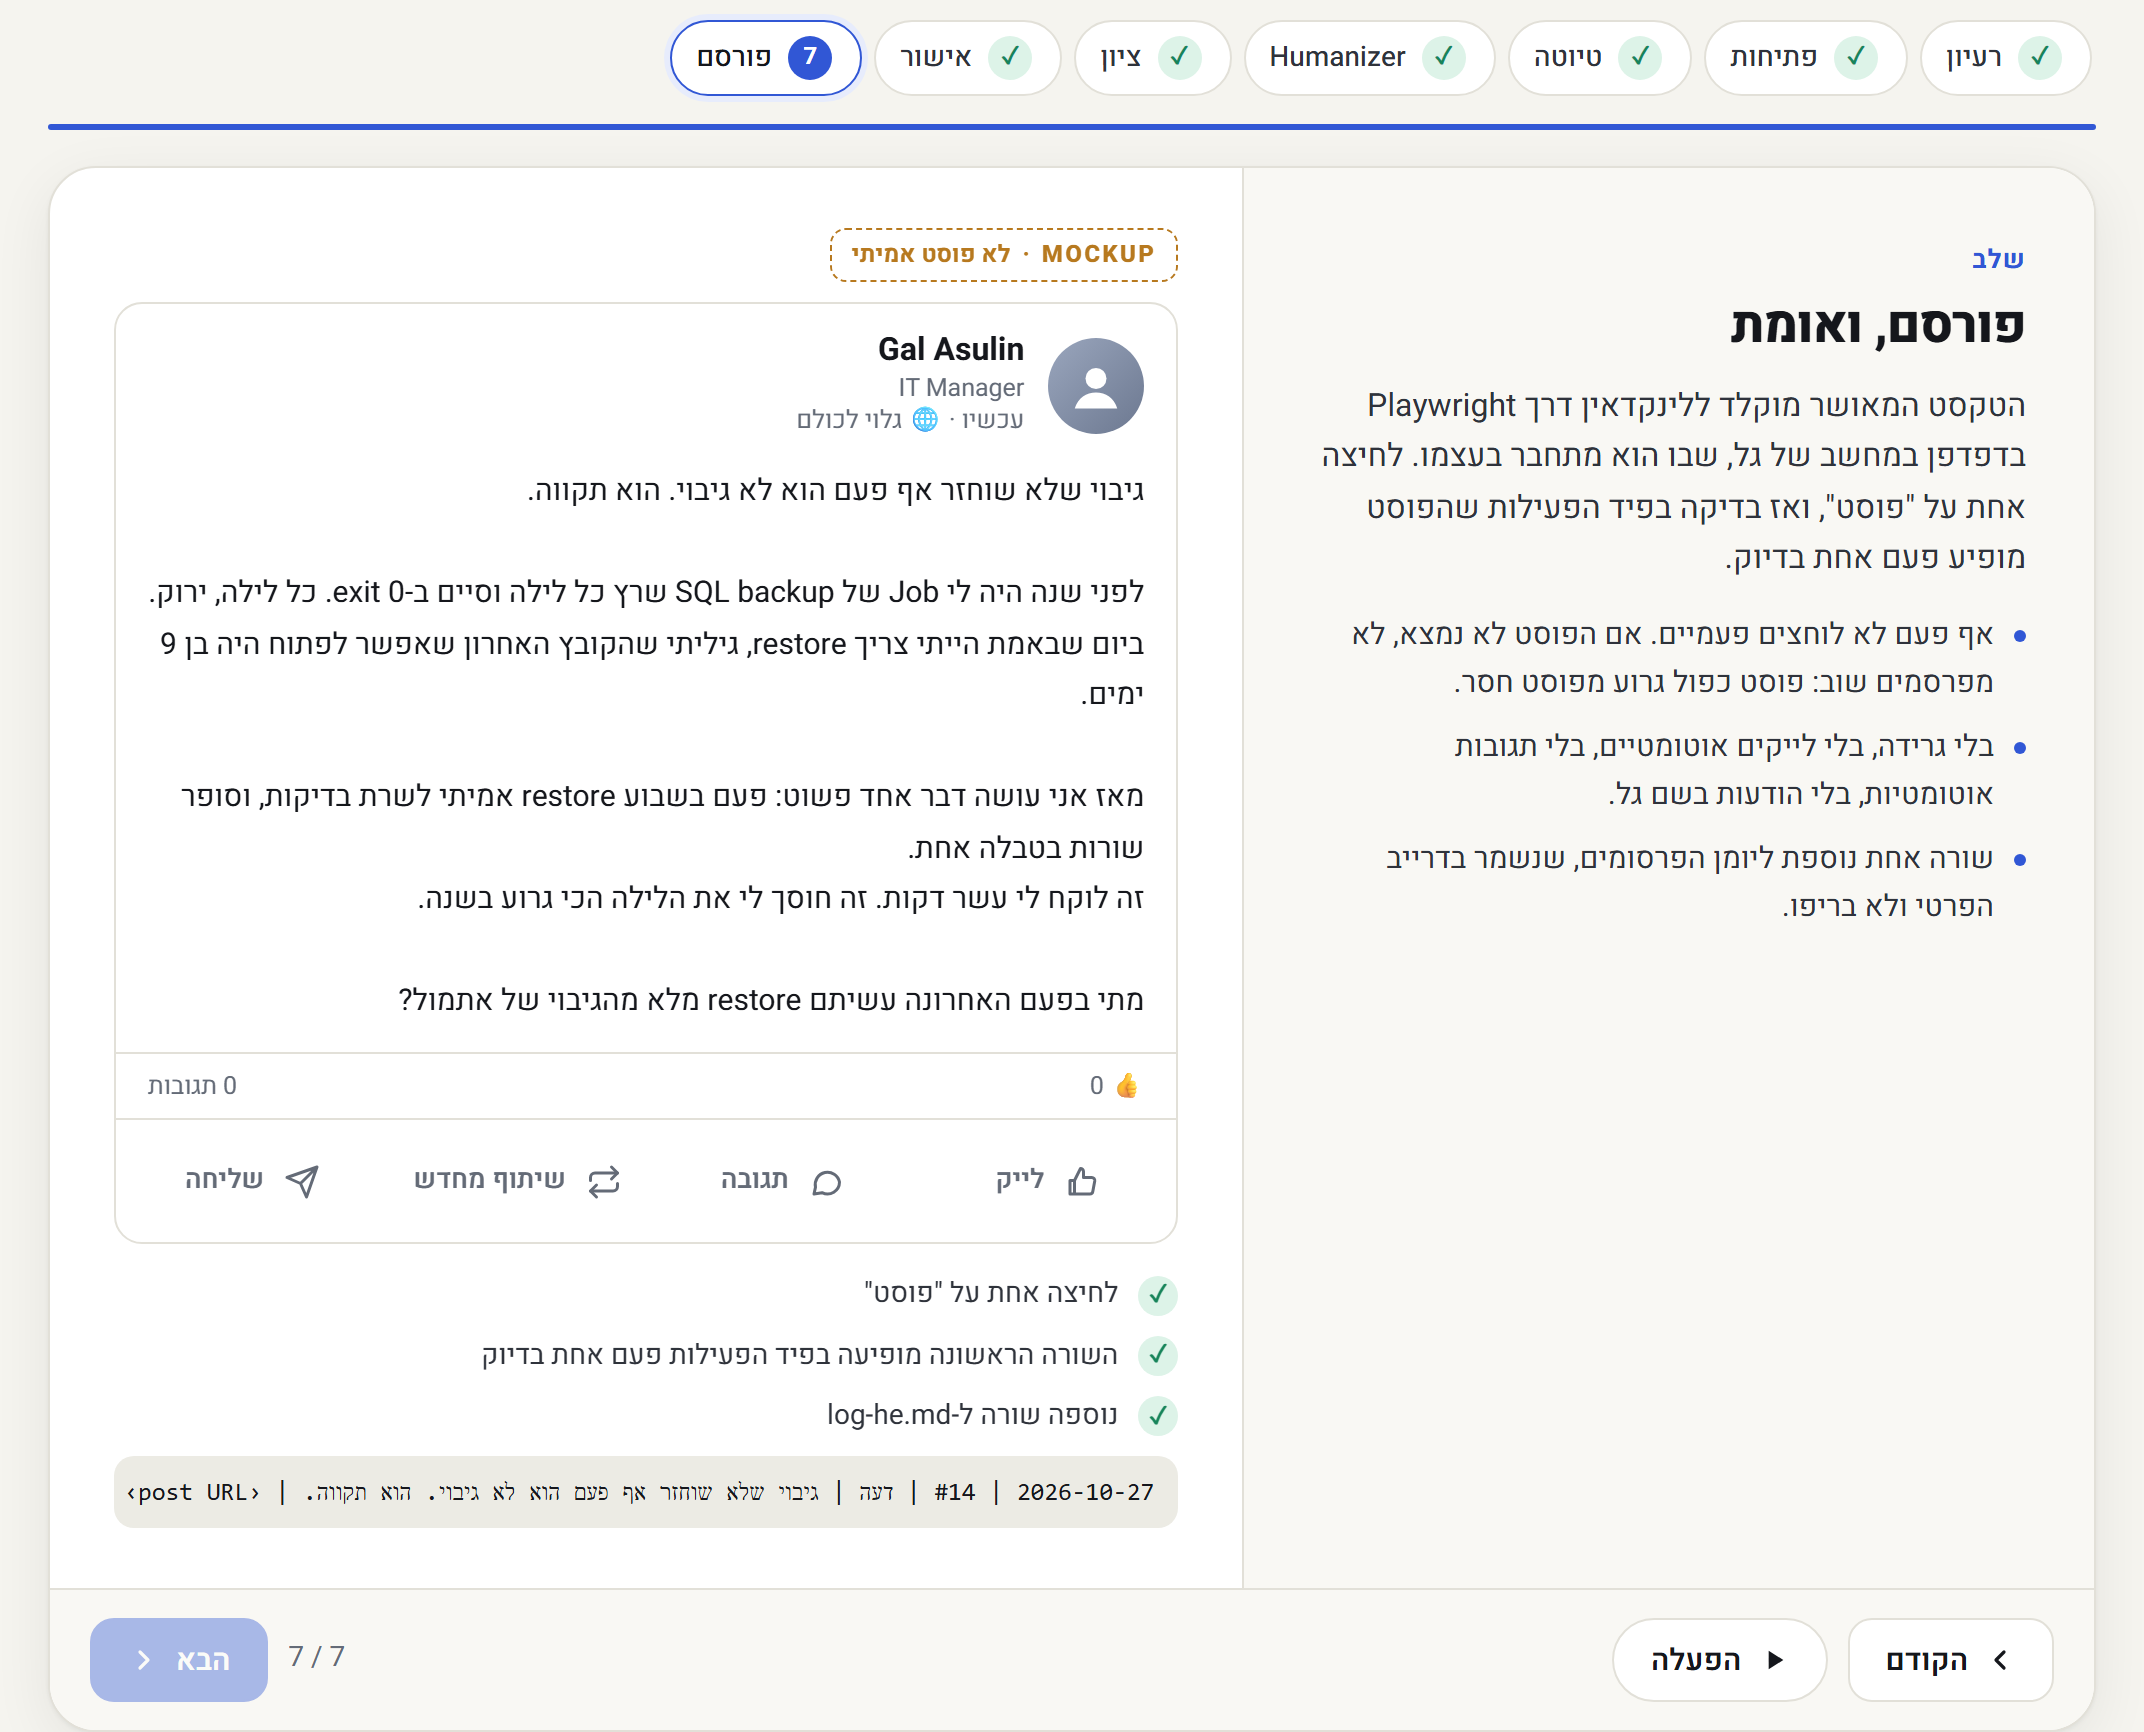 רעיון
פתיחות
טיוטה
Humanizer
ציון
אישור
7 פורסם
שלב
פורסם, ואומת
הטקסט המאושר מוקלד ללינקדאין דרך Playwright
בדפדפן במחשב של גל, שבו הוא מתחבר בעצמו. לחיצה
אחת על "פוסט", ואז בדיקה בפיד הפעילות שהפוסט
מופיע פעם אחת בדיוק.
אף פעם לא לוחצים פעמיים. אם הפוסט לא נמצא, לא
מפרסמים שוב: פוסט כפול גרוע מפוסט חסר.
בלי גרידה, בלי לייקים אוטומטיים, בלי תגובות
אוטומטיות, בלי הודעות בשם גל.
שורה אחת נוספת ליומן הפרסומים, שנשמר בדרייב
הפרטי ולא בריפו.
MOCKUP · לא פוסט אמיתי
Gal Asulin
IT Manager
עכשיו · 🌐 גלוי לכולם
גיבוי שלא שוחזר אף פעם הוא לא גיבוי. הוא תקווה.
לפני שנה היה לי Job של SQL backup שרץ כל לילה וסיים ב-exit 0. כל לילה, ירוק.
ביום שבאמת הייתי צריך restore, גיליתי שהקובץ האחרון שאפשר לפתוח היה בן 9
ימים.
מאז אני עושה דבר אחד פשוט: פעם בשבוע restore אמיתי לשרת בדיקות, וסופר
שורות בטבלה אחת.
זה לוקח לי עשר דקות. זה חוסך לי את הלילה הכי גרוע בשנה.
מתי בפעם האחרונה עשיתם restore מלא מהגיבוי של אתמול?
👍 0
0 תגובות
לייק
תגובה
שיתוף מחדש
שליחה
לחיצה אחת על "פוסט"
השורה הראשונה מופיעה בפיד הפעילות פעם אחת בדיוק
נוספה שורה ל-log-he.md
2026-10-27 | #14 | דעה | גיבוי שלא שוחזר אף פעם הוא לא גיבוי. הוא תקווה. | ‹post URL›
הקודם
הפעלה
7 / 7
הבא